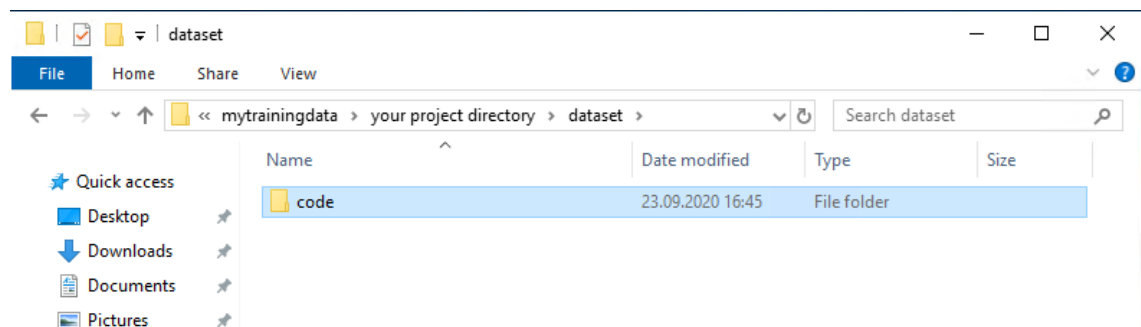 dataset
File Home Share View
« mytrainingdata > your project directory > dataset > Search dataset
Name Date modified Type Size
Quick access
code 23.09.2020 16:45 File folder
Desktop
Downloads
Documents
Pictures